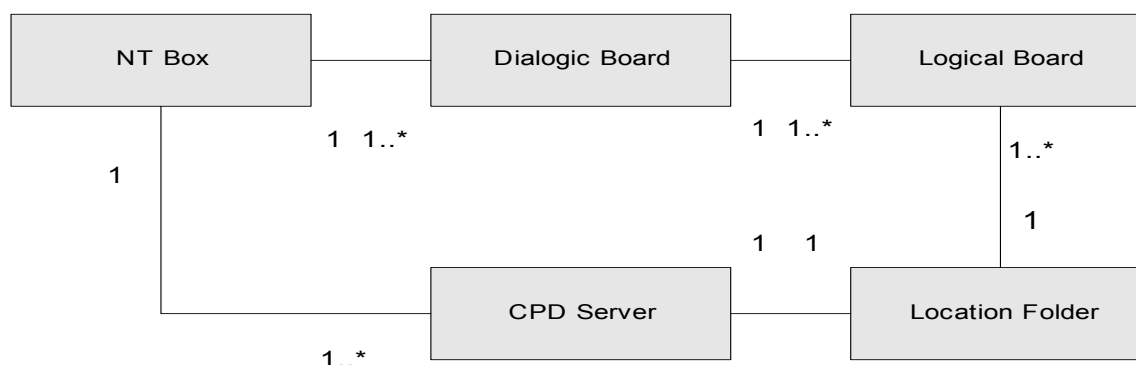 NT Box
Dialogic Board
Logical Board
1 1..*
1 1..*
1..*
1
1
1 1
CPD Server
Location Folder
1..*